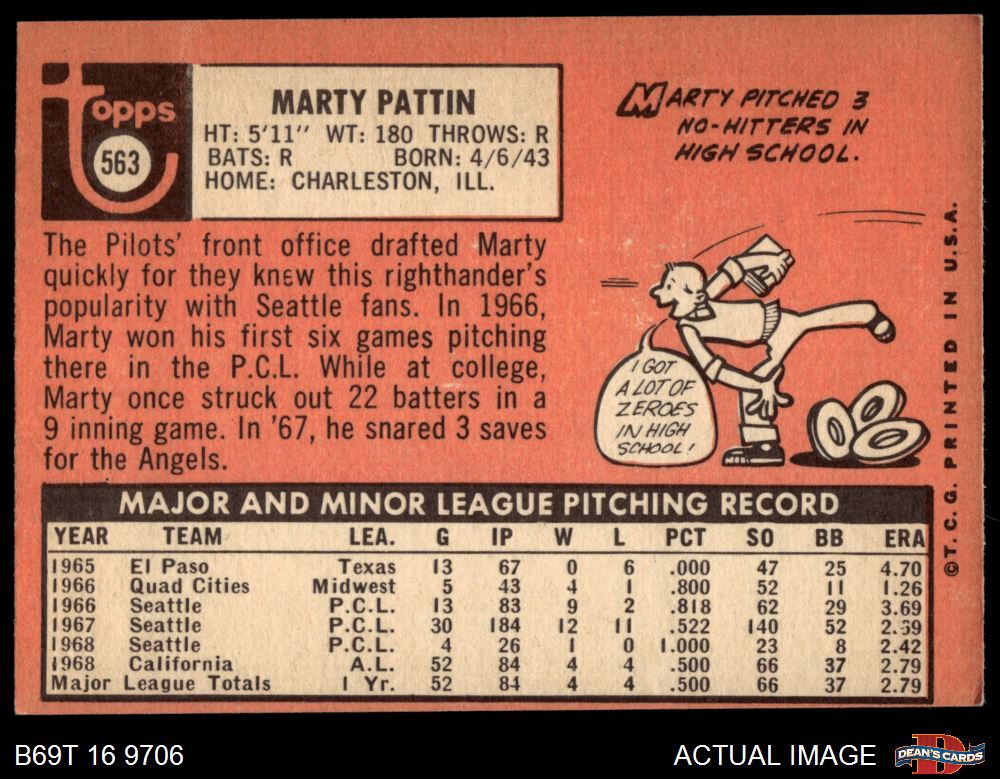 Topps
563
MARTY PATTIN
HT: 5'11" WT: 180 THROWS: R
BATS: R BORN: 4/6/43
HOME: CHARLESTON, ILL.
MARTY PITCHED 3
NO-HITTERS IN
HIGH SCHOOL.
The Pilots' front office drafted Marty
quickly for they knew this righthander's
popularity with Seattle fans. In 1966,
Marty won his first six games pitching
there in the P.C.L. While at college,
Marty once struck out 22 batters in a
9 inning game. In '67, he snared 3 saves
for the Angels.
I GOT
A LOT OF
ZEROES
IN HIGH
SCHOOL!
©T.C.G. PRINTED IN U.S.A.
MAJOR AND MINOR LEAGUE PITCHING RECORD
YEAR TEAM LEA. G IP W L PCT SO BB ERA
1965 El Paso Texas 13 67 0 6 .000 47 25 4.70
1966 Quad Cities Midwest 5 43 4 1 .800 52 11 1.26
1966 Seattle P.C.L. 13 83 9 2 .818 62 29 3.69
1967 Seattle P.C.L. 30 184 12 11 .522 140 52 2.39
1968 Seattle P.C.L. 4 26 1 0 1.000 23 8 2.42
1968 California A.L. 52 84 4 4 .500 66 37 2.79
Major League Totals 1 Yr. 52 84 4 4 .500 66 37 2.79
B69T 16 9706
ACTUAL IMAGE
DEAN'S CARDS